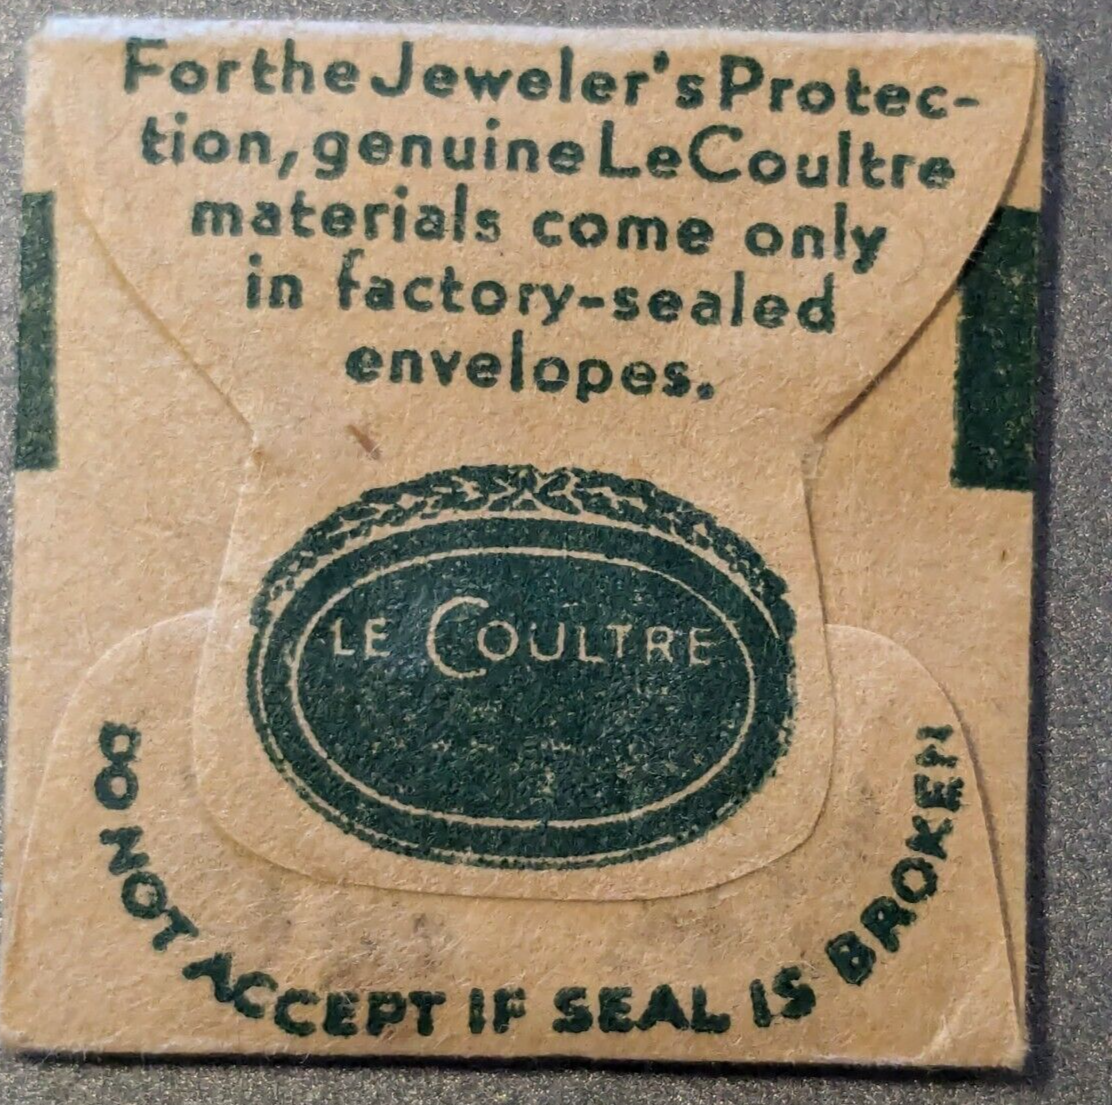 For the Jeweler's Protec-
tion, genuine LeCoultre
materials come only
in factory-sealed
envelopes.
LE COULTRE
DO NOT ACCEPT IF SEAL IS BROKEN